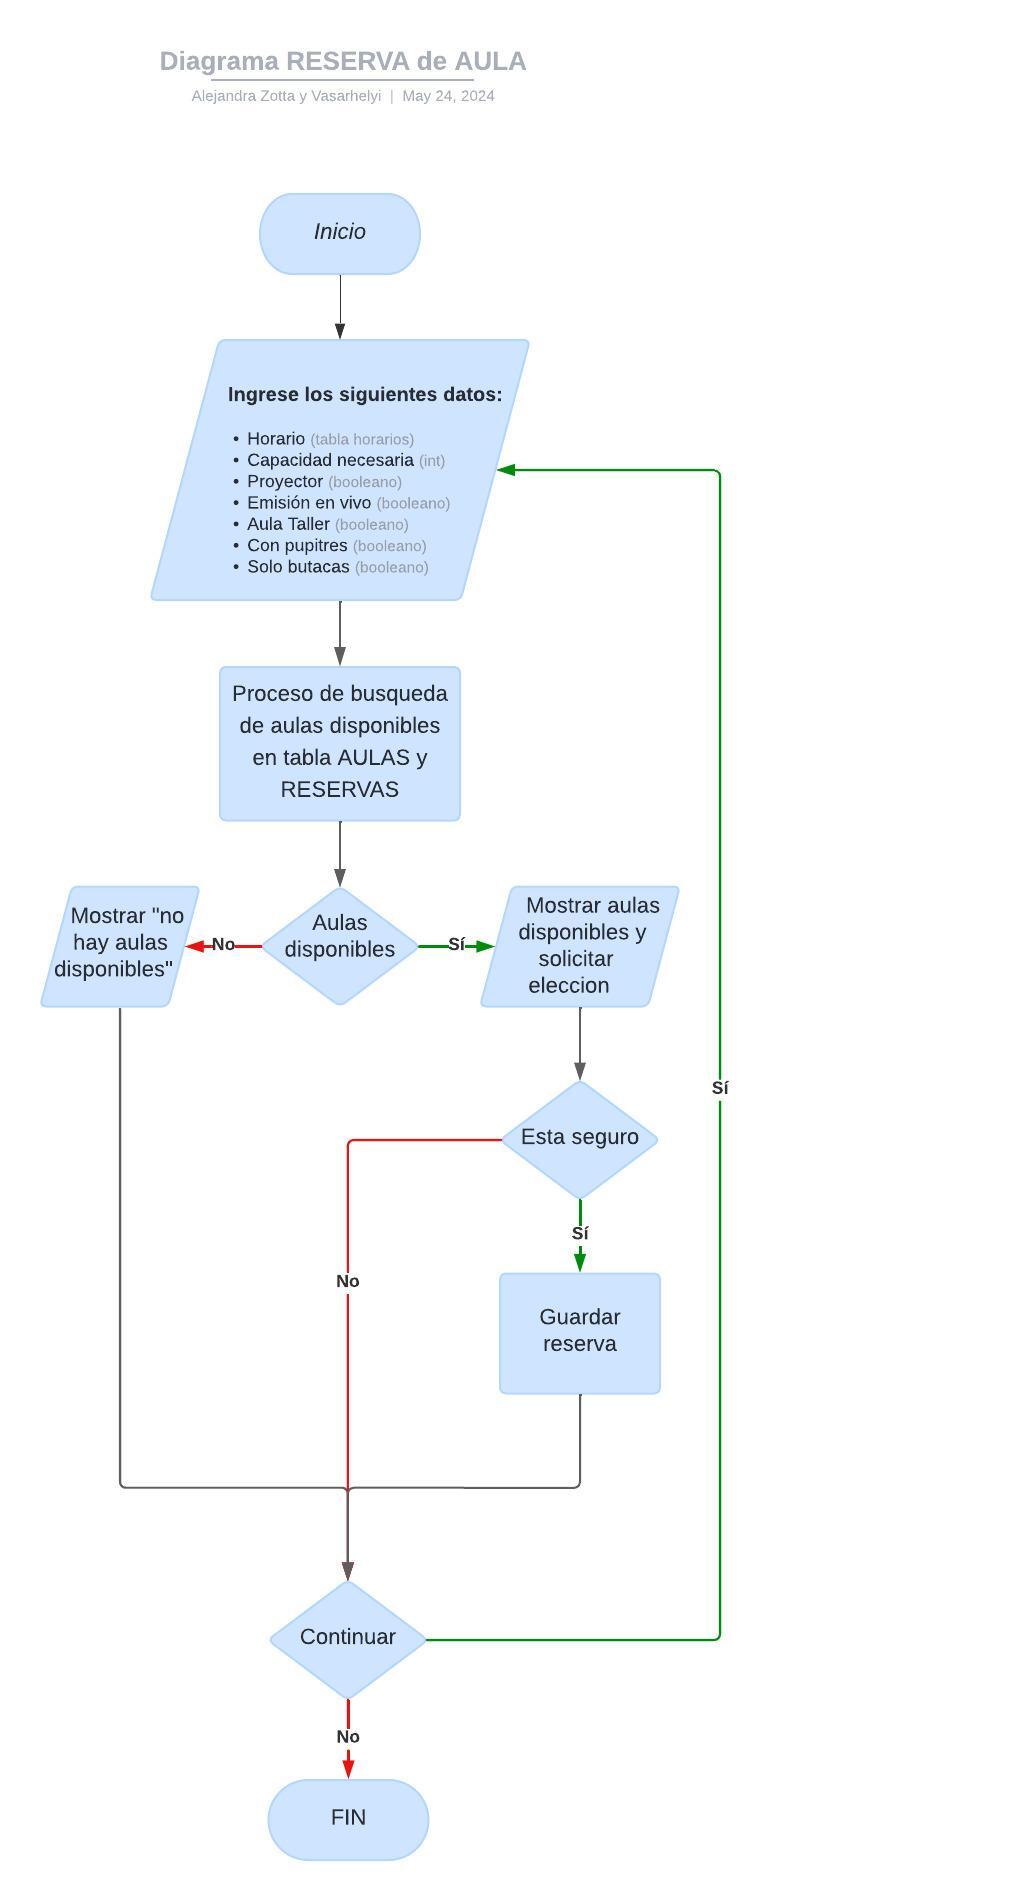 Diagrama RESERVA de AULA
Alejandra Zotta y Vasarhelyi | May 24, 2024
Inicio
Ingrese los siguientes datos:
• Horario (tabla horarios)
• Capacidad necesaria (int)
• Proyector (booleano)
• Emisión en vivo (booleano)
• Aula Taller (booleano)
• Con pupitres (booleano)
• Solo butacas (booleano)
Proceso de busqueda
de aulas disponibles
en tabla AULAS y
RESERVAS
Mostrar "no
hay aulas
disponibles"
No
Aulas
disponibles
Sí
Mostrar aulas
disponibles y
solicitar
eleccion
Sí
Esta seguro
Sí
No
Guardar
reserva
Continuar
No
FIN